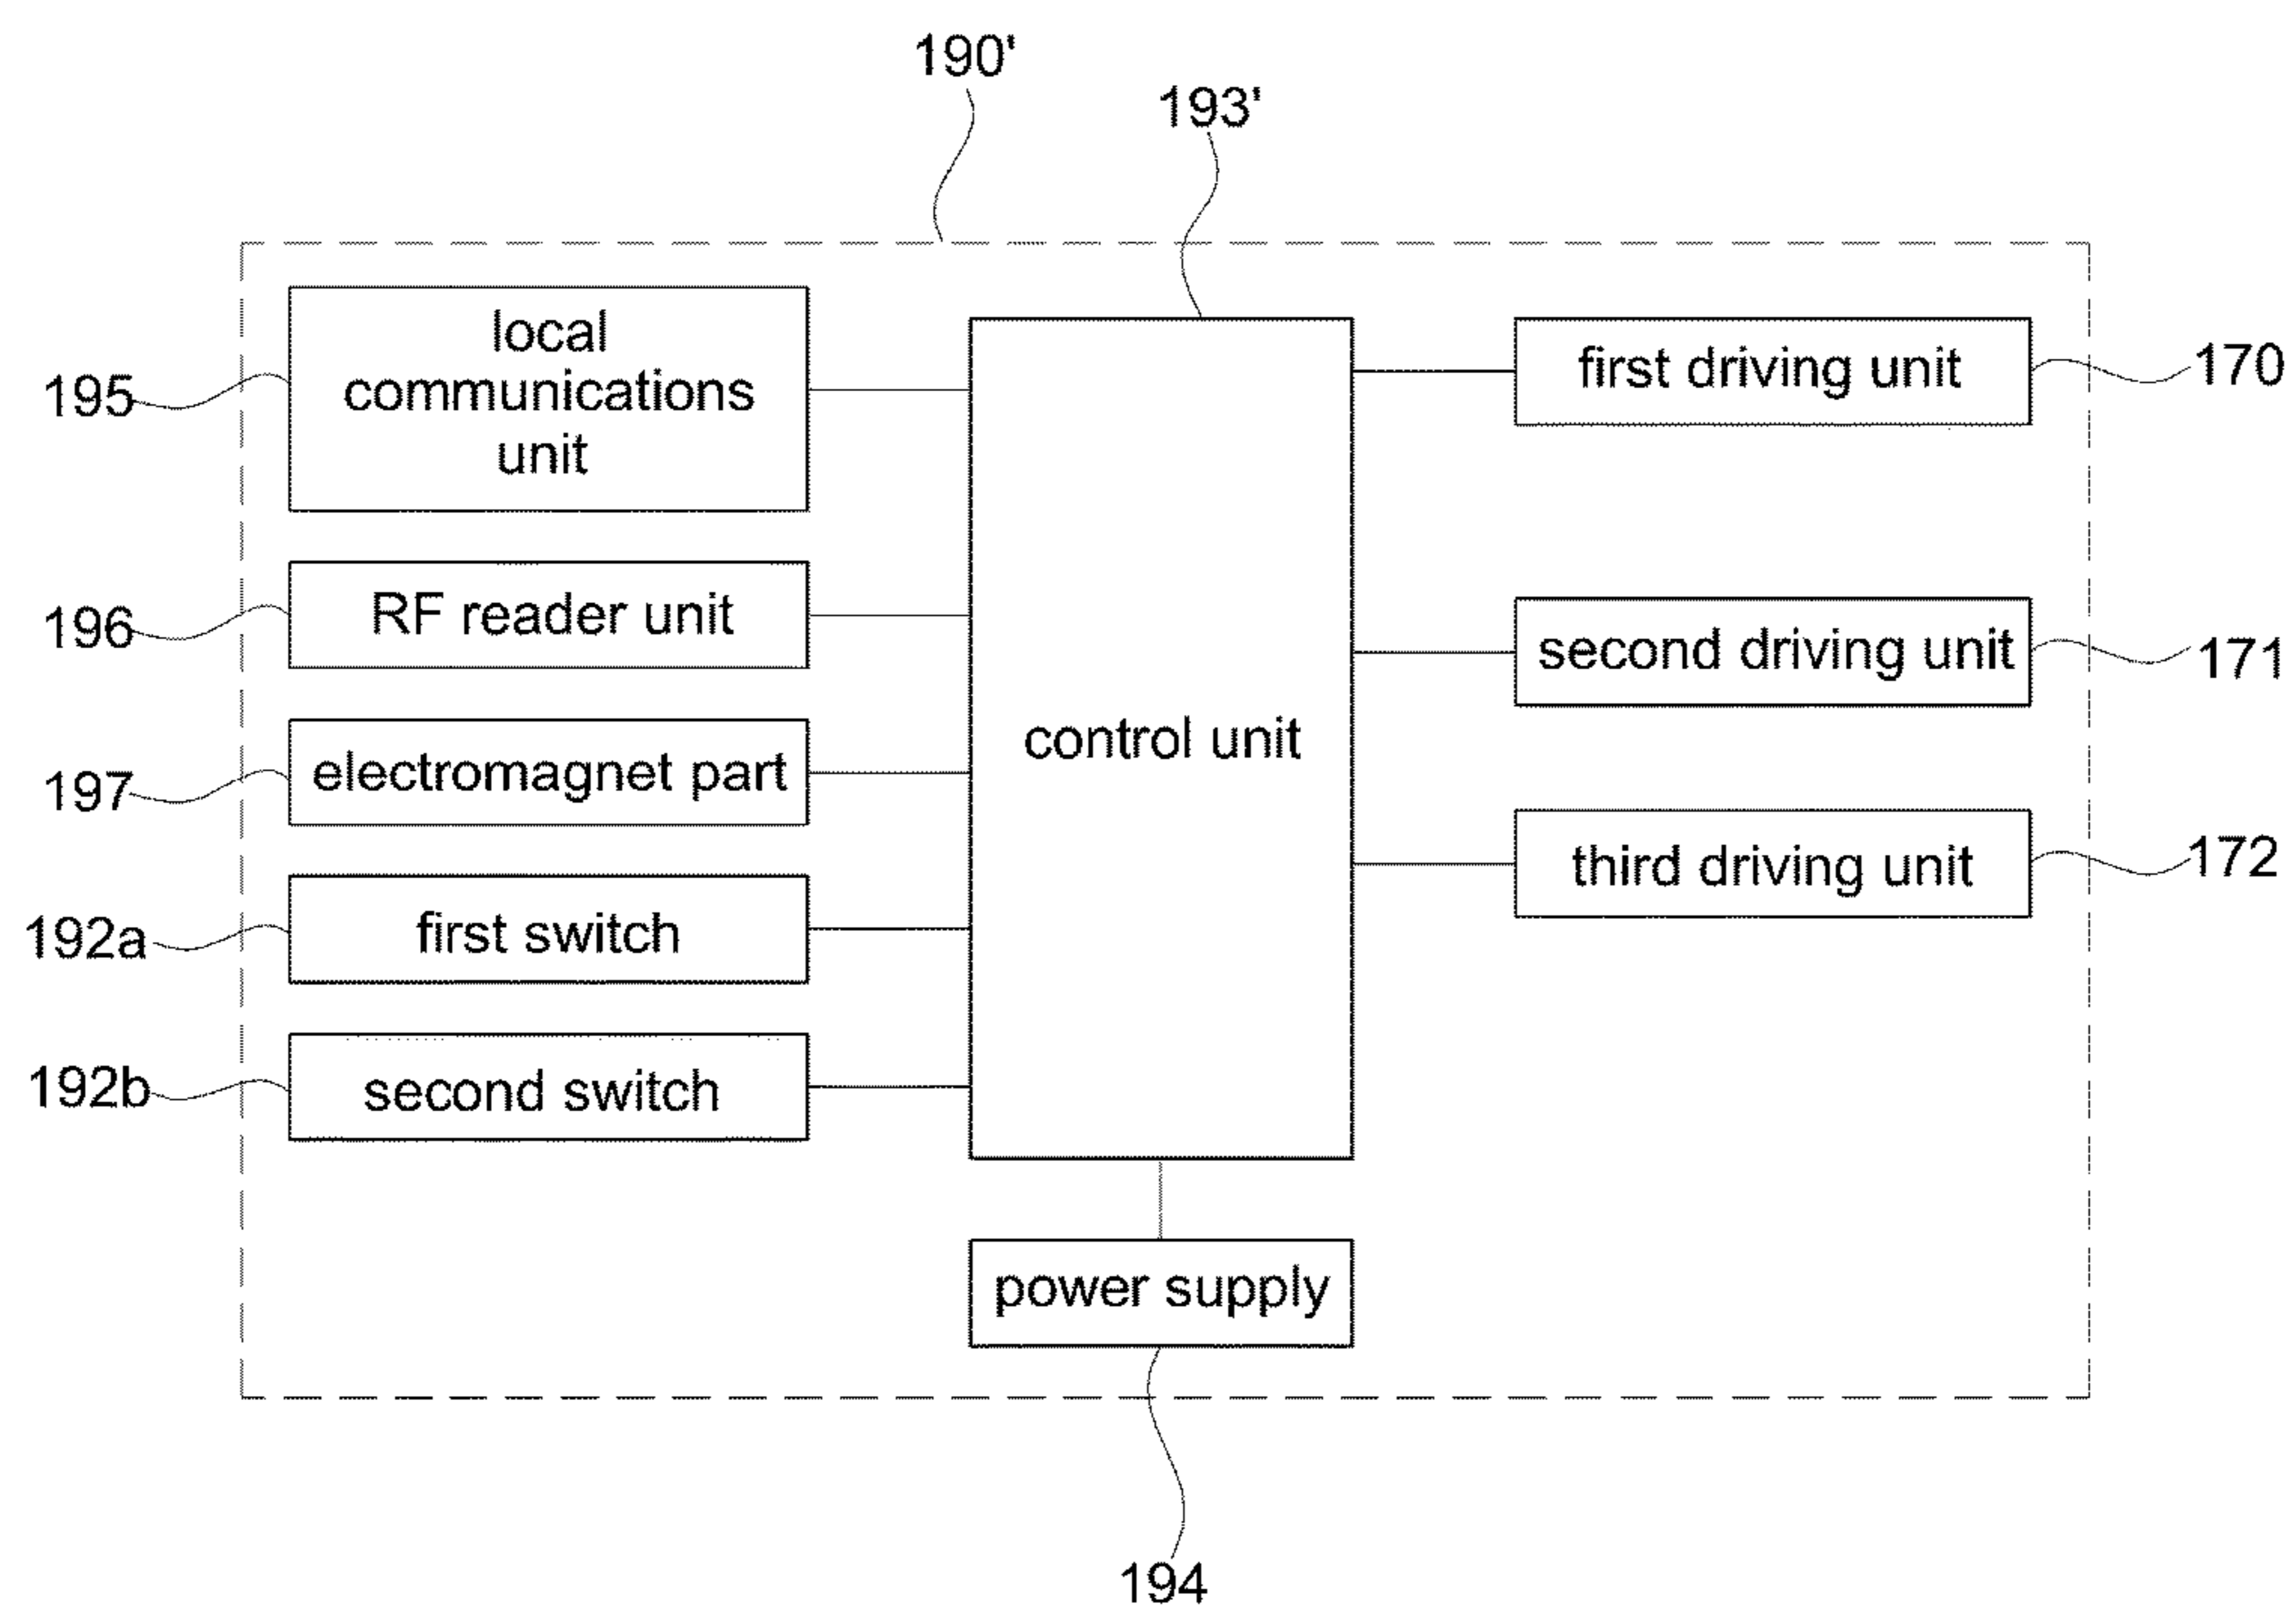 190'
193'
local
communications
unit
195
first driving unit
170
RF reader unit
196
second driving unit
171
electromagnet part
197
control unit
third driving unit
172
first switch
192a
second switch
192b
power supply
194